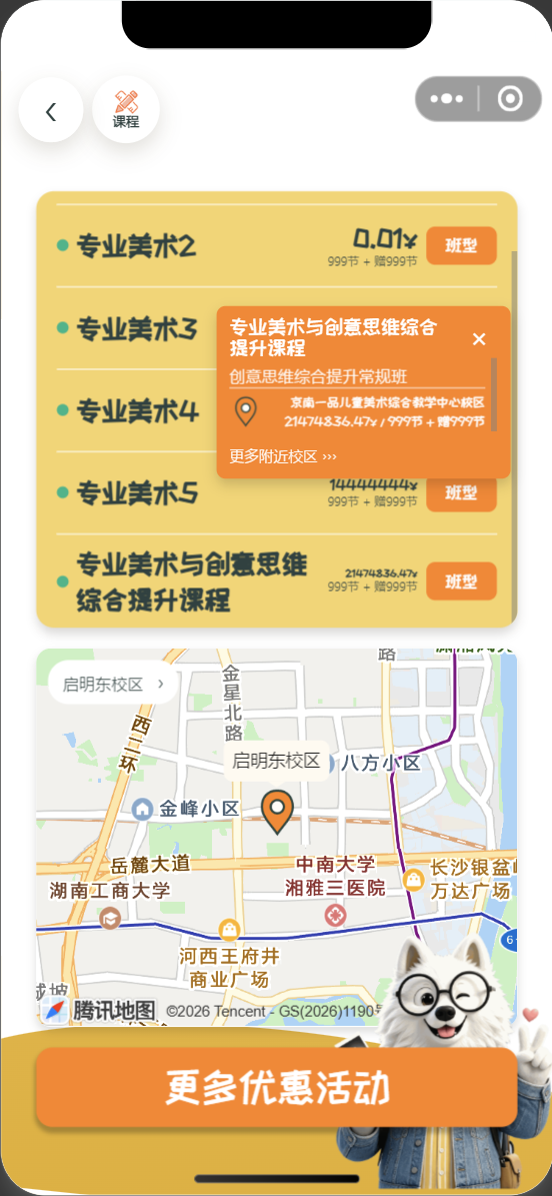 课程
专业美术2
0.01¥
999节 + 赠999节
班型
专业美术3
专业美术与创意思维综合
提升课程
×
创意思维综合提升常规班
京南一品儿童美术综合教学中心校区
21474836.47¥ / 999节 + 赠999节
更多附近校区 ›››
专业美术4
专业美术5
14444444¥
999节 + 赠999节
班型
专业美术与创意思维
综合提升课程
21474836.47¥
999节 + 赠999节
班型
启明东校区 ›
路
金星北路
西二环
启明东校区
八方小区
金峰小区
岳麓大道
湖南工商大学
中南大学
湘雅三医院
长沙银盆
万达广场
6
河西王府井
商业广场
坡
腾讯地图
©2026 Tencent - GS(2026)1190
更多优惠活动